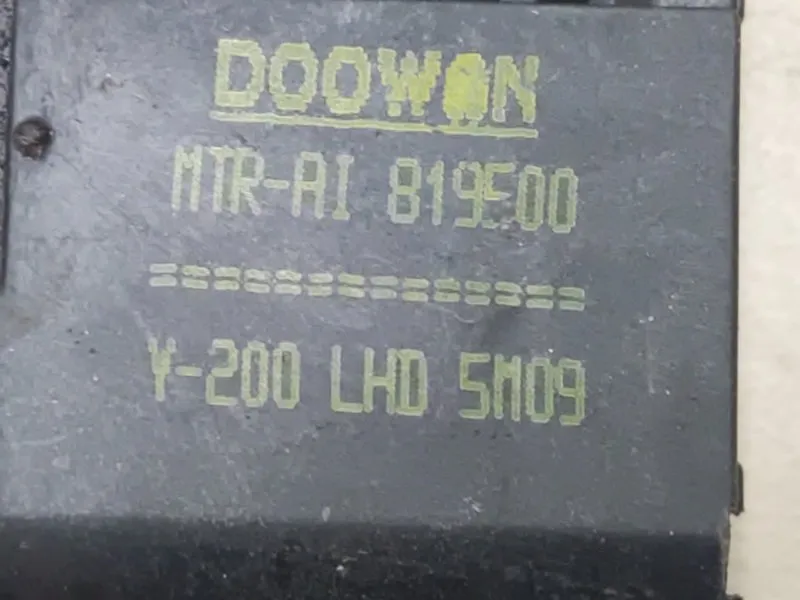 DOOWON
MTR-AI 819E00
==============
Y-200 LHD 5M09